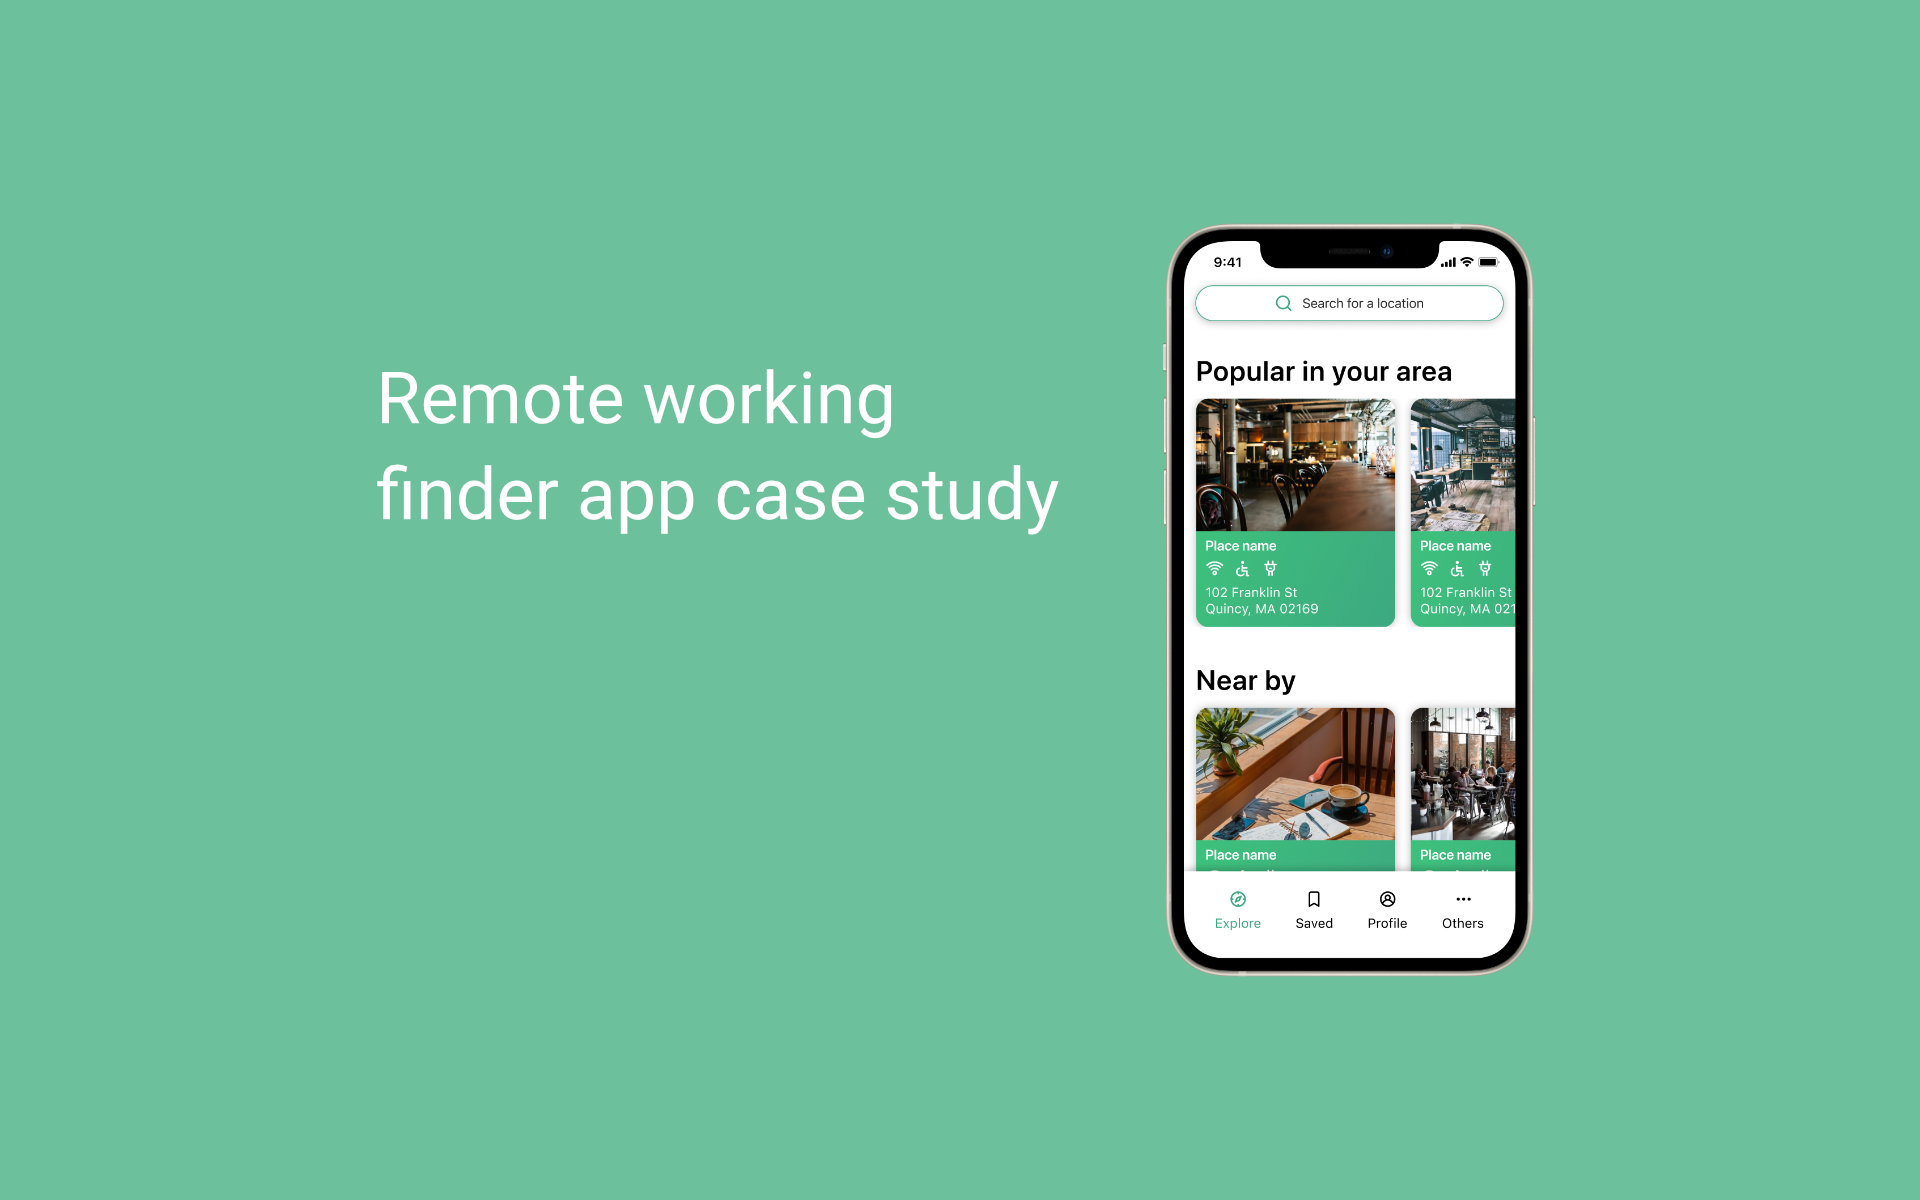 Remote working
finder app case study
9:41
Search for a location
Popular in your area
Place name
102 Franklin St
Quincy, MA 02169
Place name
102 Franklin St
Quincy, MA 021
Near by
Place name
Place name
Explore
Saved
Profile
Others